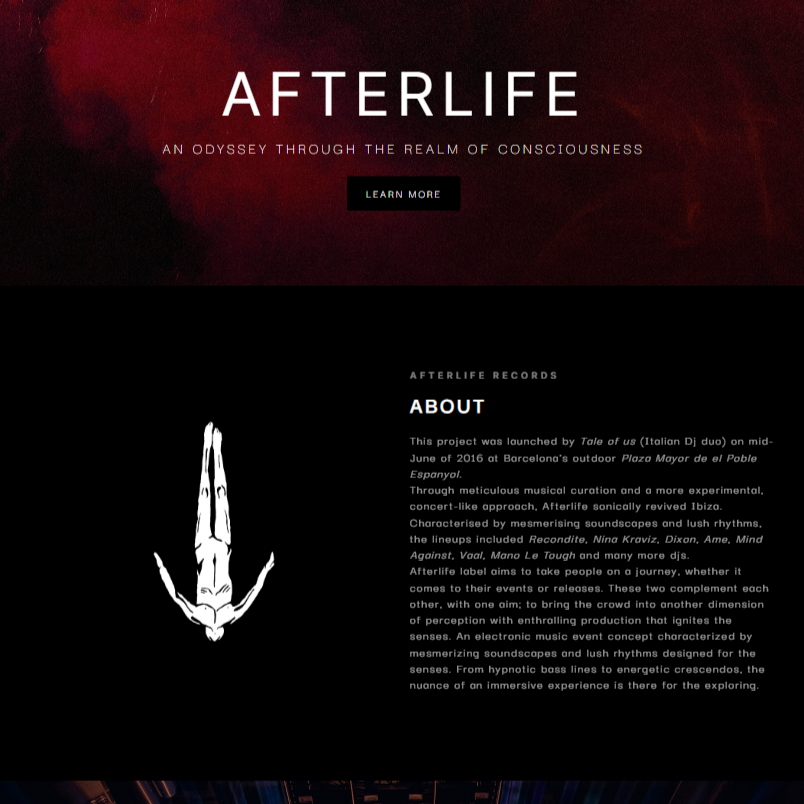 AFTERLIFE
AN ODYSSEY THROUGH THE REALM OF CONSCIOUSNESS
LEARN MORE
AFTERLIFE RECORDS
ABOUT
This project was launched by Tale of us (Italian Dj duo) on mid-
June of 2016 at Barcelona's outdoor Plaza Mayor de el Poble
Espanyol.
Through meticulous musical curation and a more experimental,
concert-like approach, Afterlife sonically revived Ibiza.
Characterised by mesmerising soundscapes and lush rhythms,
the lineups included Recondite, Nina Kraviz, Dixon, Ame, Mind
Against, Vaal, Mano Le Tough and many more djs.
Afterlife label aims to take people on a journey, whether it
comes to their events or releases. These two complement each
other, with one aim; to bring the crowd into another dimension
of perception with enthralling production that ignites the
senses. An electronic music event concept characterized by
mesmerizing soundscapes and lush rhythms designed for the
senses. From hypnotic bass lines to energetic crescendos, the
nuance of an immersive experience is there for the exploring.